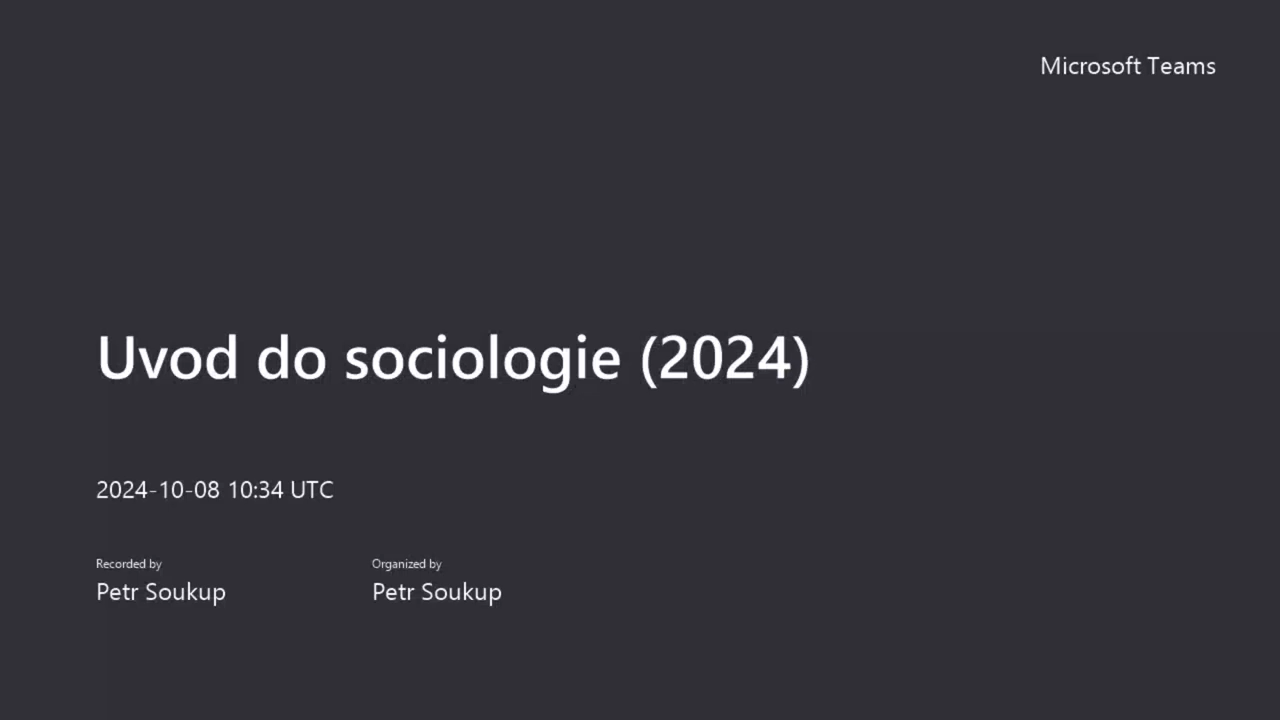 Microsoft Teams
Uvod do sociologie (2024)
2024-10-08 10:34 UTC
Recorded by
Petr Soukup
Organized by
Petr Soukup